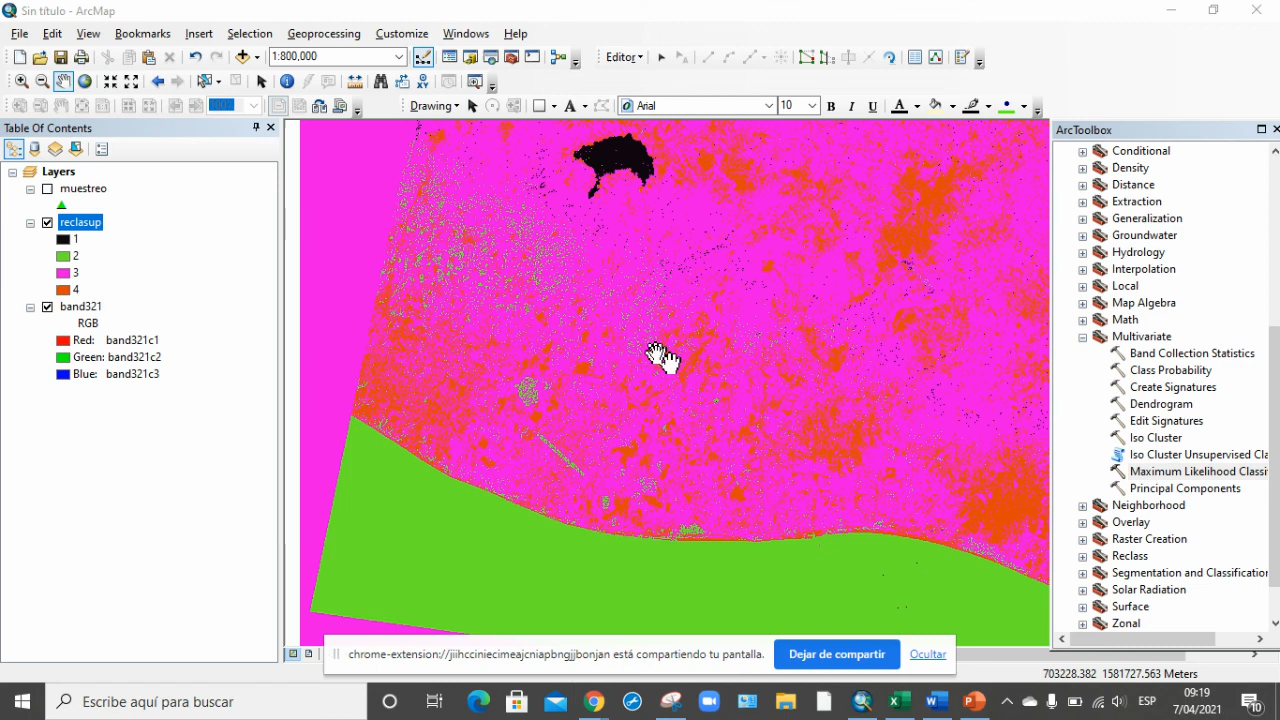 Sin título - ArcMap
File Edit View Bookmarks Insert Selection Geoprocessing Customize Windows Help
1:800,000 Editor
Drawing Arial 10 B I U A
Table Of Contents
ArcToolbox
Layers
muestreo
reclasup
1
2
3
4
band321
RGB
Red: band321c1
Green: band321c2
Blue: band321c3
Conditional
Density
Distance
Extraction
Generalization
Groundwater
Hydrology
Interpolation
Local
Map Algebra
Math
Multivariate
Band Collection Statistics
Class Probability
Create Signatures
Dendrogram
Edit Signatures
Iso Cluster
Iso Cluster Unsupervised Cla
Maximum Likelihood Classi
Principal Components
Neighborhood
Overlay
Raster Creation
Reclass
Segmentation and Classification
Solar Radiation
Surface
Zonal
chrome-extension://jiihcciniecimeajcniapbngjjbonjan está compartiendo tu pantalla. Dejar de compartir Ocultar
703228.382 1581727.563 Meters
Escribe aquí para buscar
ESP
09:19
7/04/2021
10